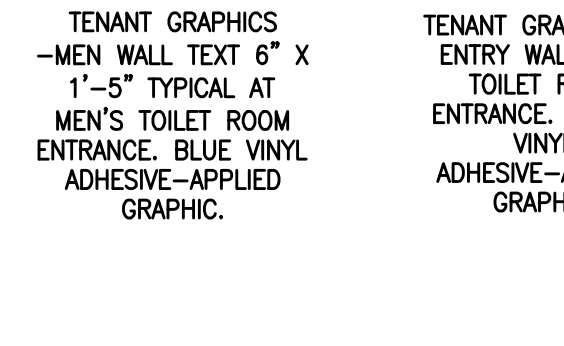 TENANT GRAPHICS
-MEN WALL TEXT 6" X
1'-5" TYPICAL AT
MEN'S TOILET ROOM
ENTRANCE. BLUE VINYL
ADHESIVE-APPLIED
GRAPHIC.
TENANT
ENTRY
TOILET
ENTRANCE.